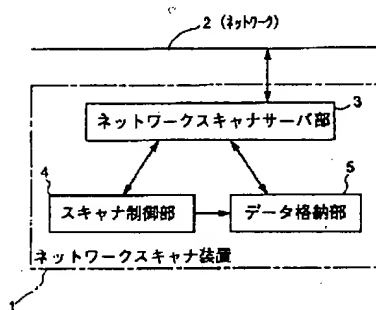 2 (ネットワーク)
3
ネットワークスキャナサーバ部
4
5
スキャナ制御部
データ格納部
ネットワークスキャナ装置
1